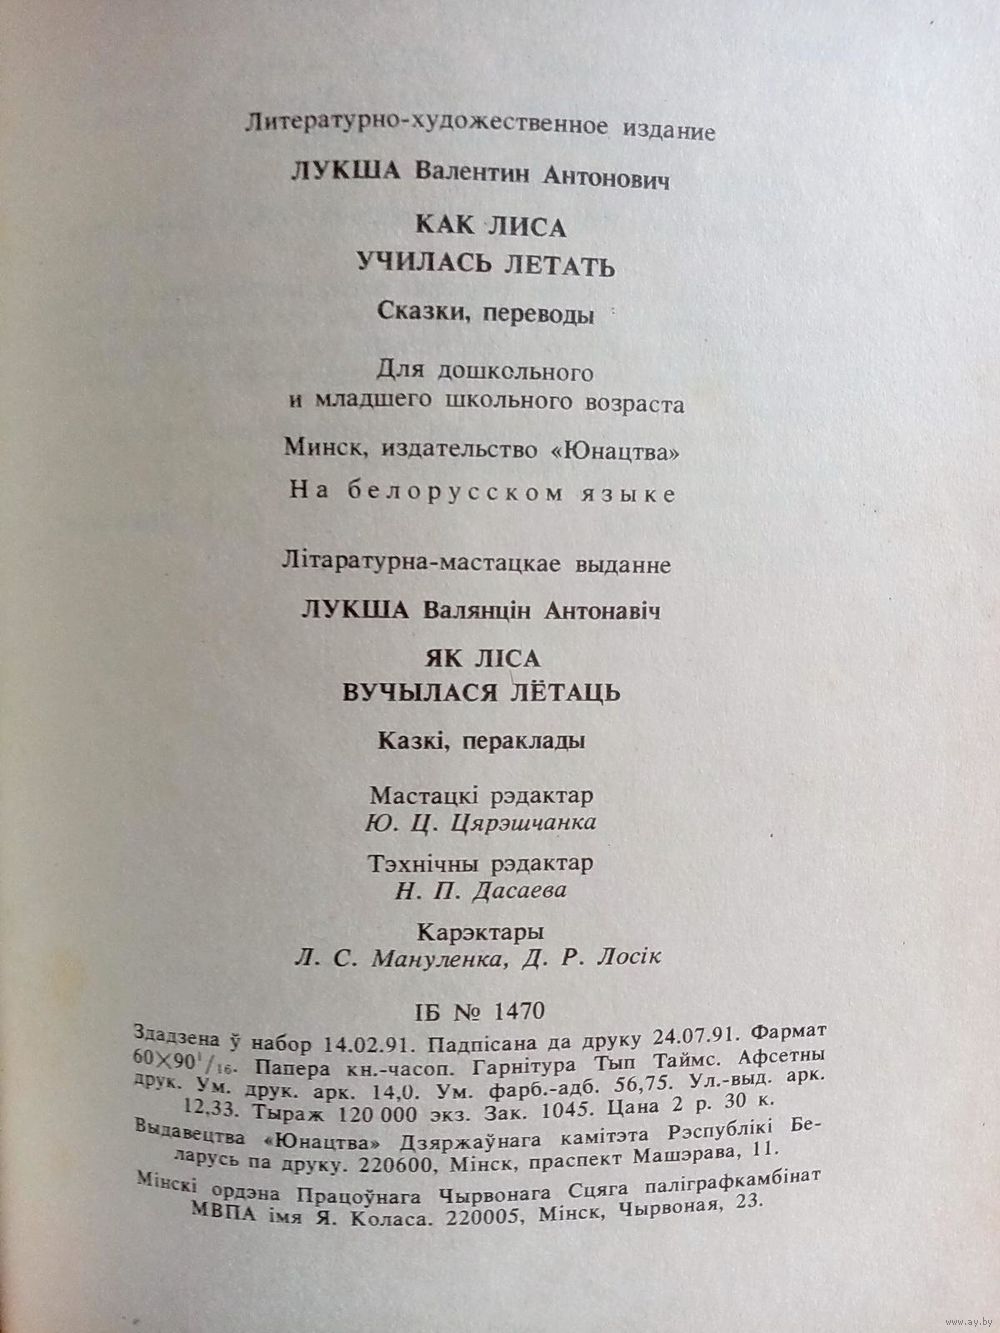 Литературно-художественное издание
ЛУКША Валентин Антонович
КАК ЛИСА
УЧИЛАСЬ ЛЕТАТЬ
Сказки, переводы
Для дошкольного
и младшего школьного возраста
Минск, издательство «Юнацтва»
На белорусском языке
Літаратурна-мастацкае выданне
ЛУКША Валянцін Антонавіч
ЯК ЛІСА
ВУЧЫЛАСЯ ЛЁТАЦЬ
Казкі, пераклады
Мастацкі рэдактар
Ю. Ц. Цярэшчанка
Тэхнічны рэдактар
Н. П. Дасаева
Карэктары
Л. С. Мануленка, Д. Р. Лосік
ІБ № 1470
Здадзена ў набор 14.02.91. Падпісана да друку 24.07.91. Фармат
60×90¹/₁₆. Папера кн.-часоп. Гарнітура Тып Таймс. Афсетны
друк. Ум. друк. арк. 14,0. Ум. фарб.-адб. 56,75. Ул.-выд. арк.
12,33. Тыраж 120 000 экз. Зак. 1045. Цана 2 р. 30 к.
Выдавецтва «Юнацтва» Дзяржаўнага камітэта Рэспублікі Бе-
ларусь па друку. 220600, Мінск, праспект Машэрава, 11.
Мінскі ордэна Працоўнага Чырвонага Сцяга паліграфкамбінат
МВПА імя Я. Коласа. 220005, Мінск, Чырвоная, 23.
www.ay.by